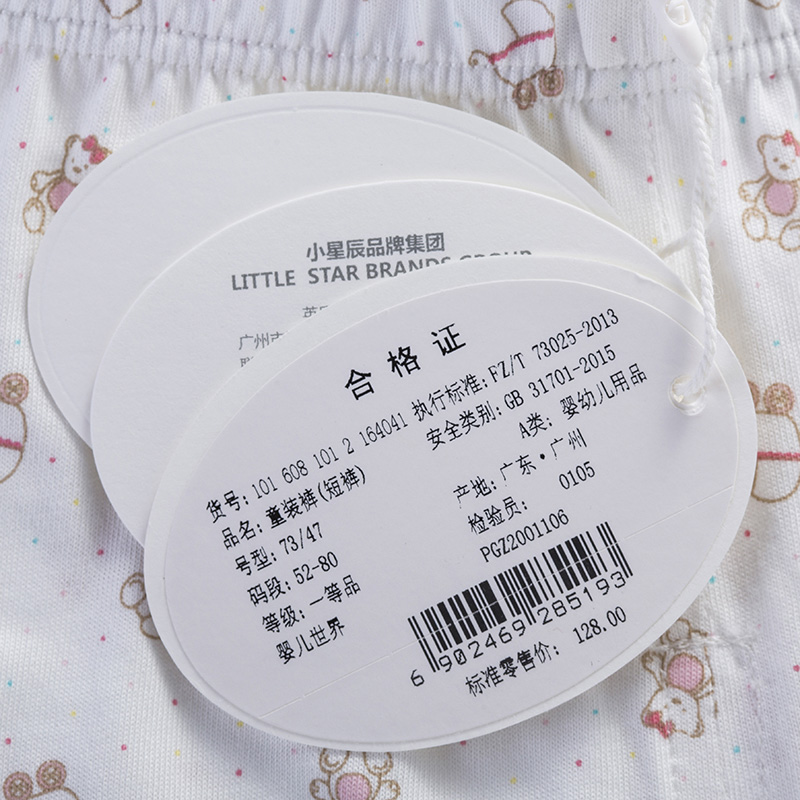 小星辰品牌集团
LITTLE STAR BRANDS GROUP
广州市
合格证
货号: 101 608 101 2 164041
品名: 童装裤(短裤)
号型: 73/47
码段: 52-80
等级: 一等品
婴儿世界
执行标准: FZ/T 73025-2013
安全类别: GB 31701-2015
A类: 婴幼儿用品
产地: 广东·广州
检验员: 0105
PGZ2001106
6 902469 285193
标准零售价: 128.00